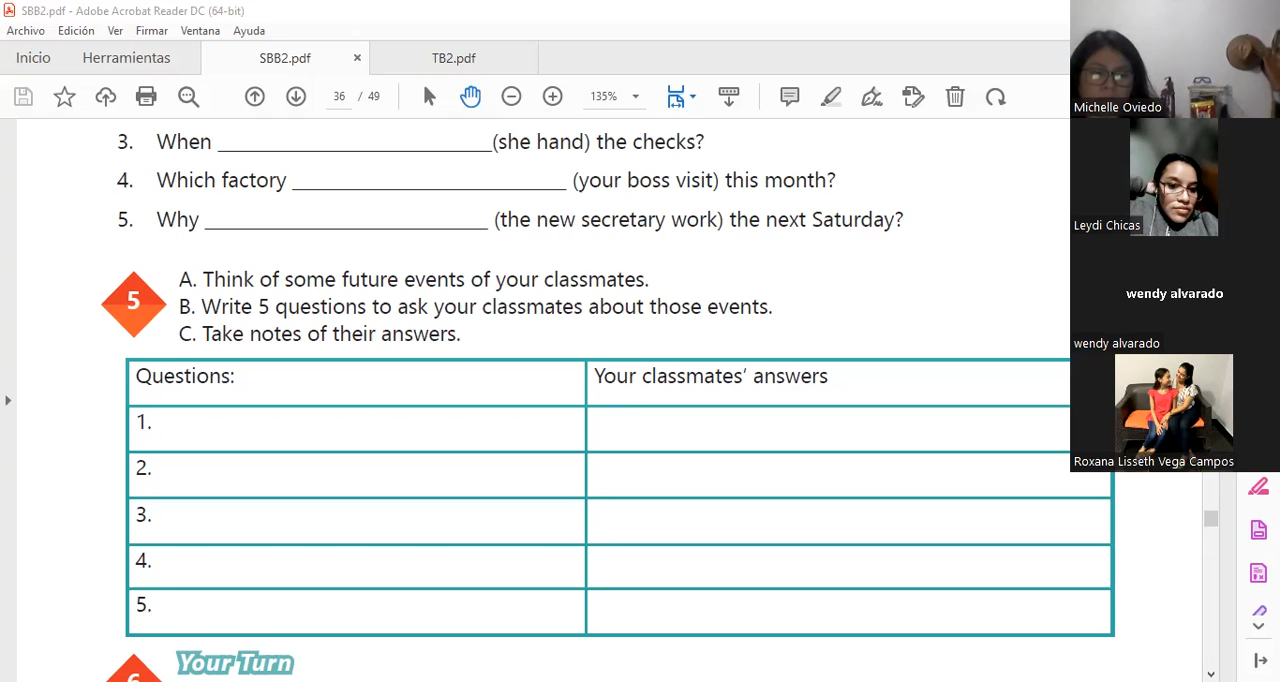 SBB2.pdf - Adobe Acrobat Reader DC (64-bit)
Archivo Edición Ver Firmar Ventana Ayuda
Inicio Herramientas SBB2.pdf × TB2.pdf
36 / 49 135%
3. When ________________________(she hand) the checks?
4. Which factory ________________________ (your boss visit) this month?
5. Why ________________________ (the new secretary work) the next Saturday?
5
A. Think of some future events of your classmates.
B. Write 5 questions to ask your classmates about those events.
C. Take notes of their answers.
Questions: Your classmates' answers
1.
2.
3.
4.
5.
6
Your Turn
Michelle Oviedo
Leydi Chicas
wendy alvarado
wendy alvarado
Roxana Lisseth Vega Campos